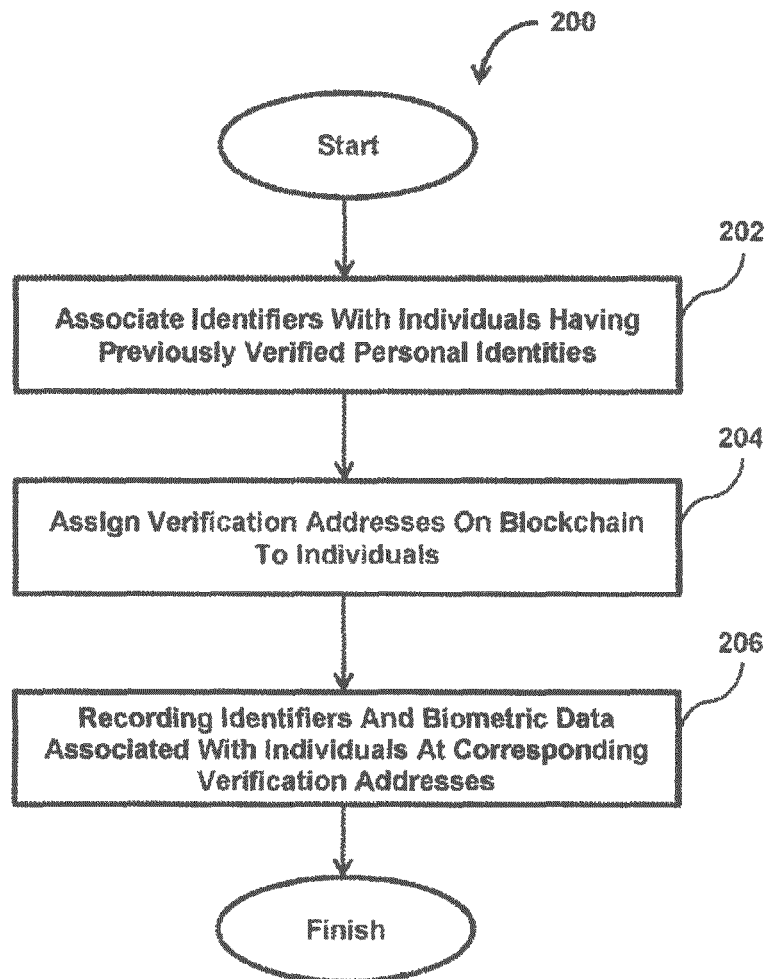 200
Start
202
Associate Identifiers With Individuals Having
Previously Verified Personal Identities
204
Assign Verification Addresses On Blockchain
To Individuals
206
Recording Identifiers And Biometric Data
Associated With Individuals At Corresponding
Verification Addresses
Finish